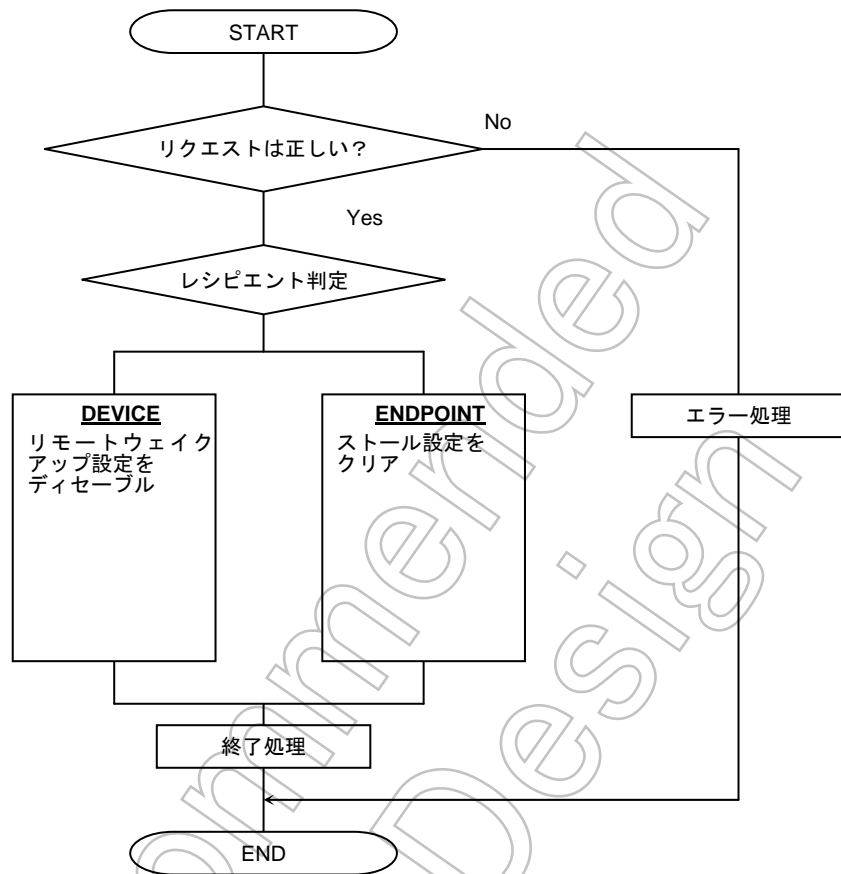 START
リクエストは正しい？
No
Yes
レシピエント判定
DEVICE
リモートウェイク
アップ設定を
ディセーブル
ENDPOINT
ストール設定を
クリア
エラー処理
終了処理
END
ommended
Design